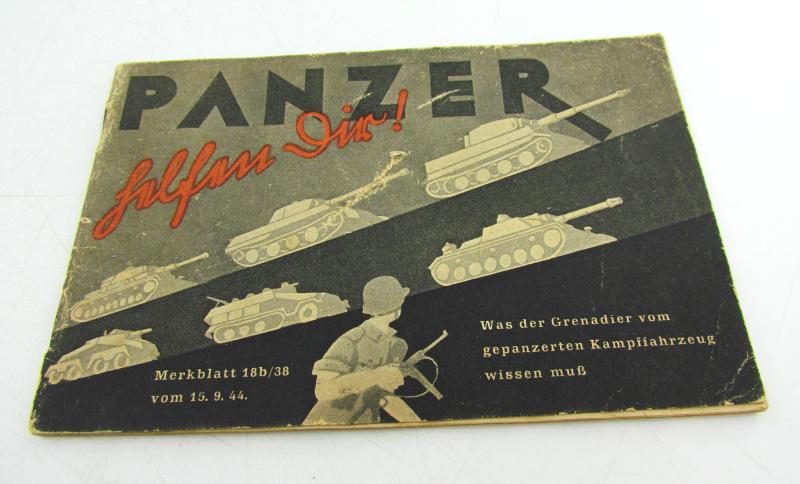 PANZER
helfen Dir!
Was der Grenadier vom
gepanzerten Kampffahrzeug
wissen muß
Merkblatt 18b/38
vom 15. 9. 44.